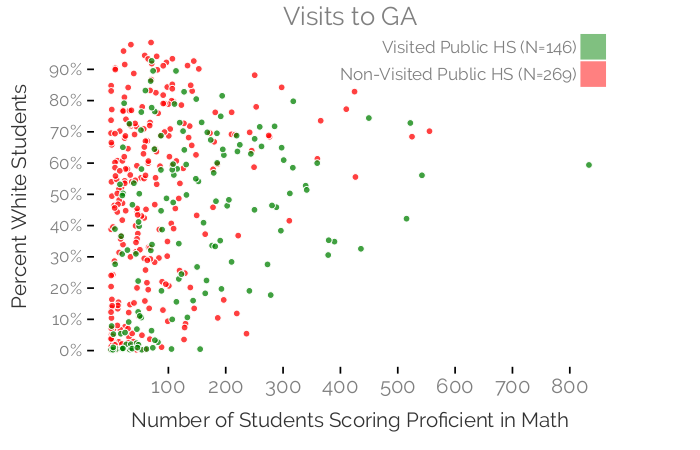 Visits to GA
Visited Public HS (N=146)
Non-Visited Public HS (N=269)
Percent White Students
90%
80%
70%
60%
50%
40%
30%
20%
10%
0%
100 200 300 400 500 600 700 800
Number of Students Scoring Proficient in Math